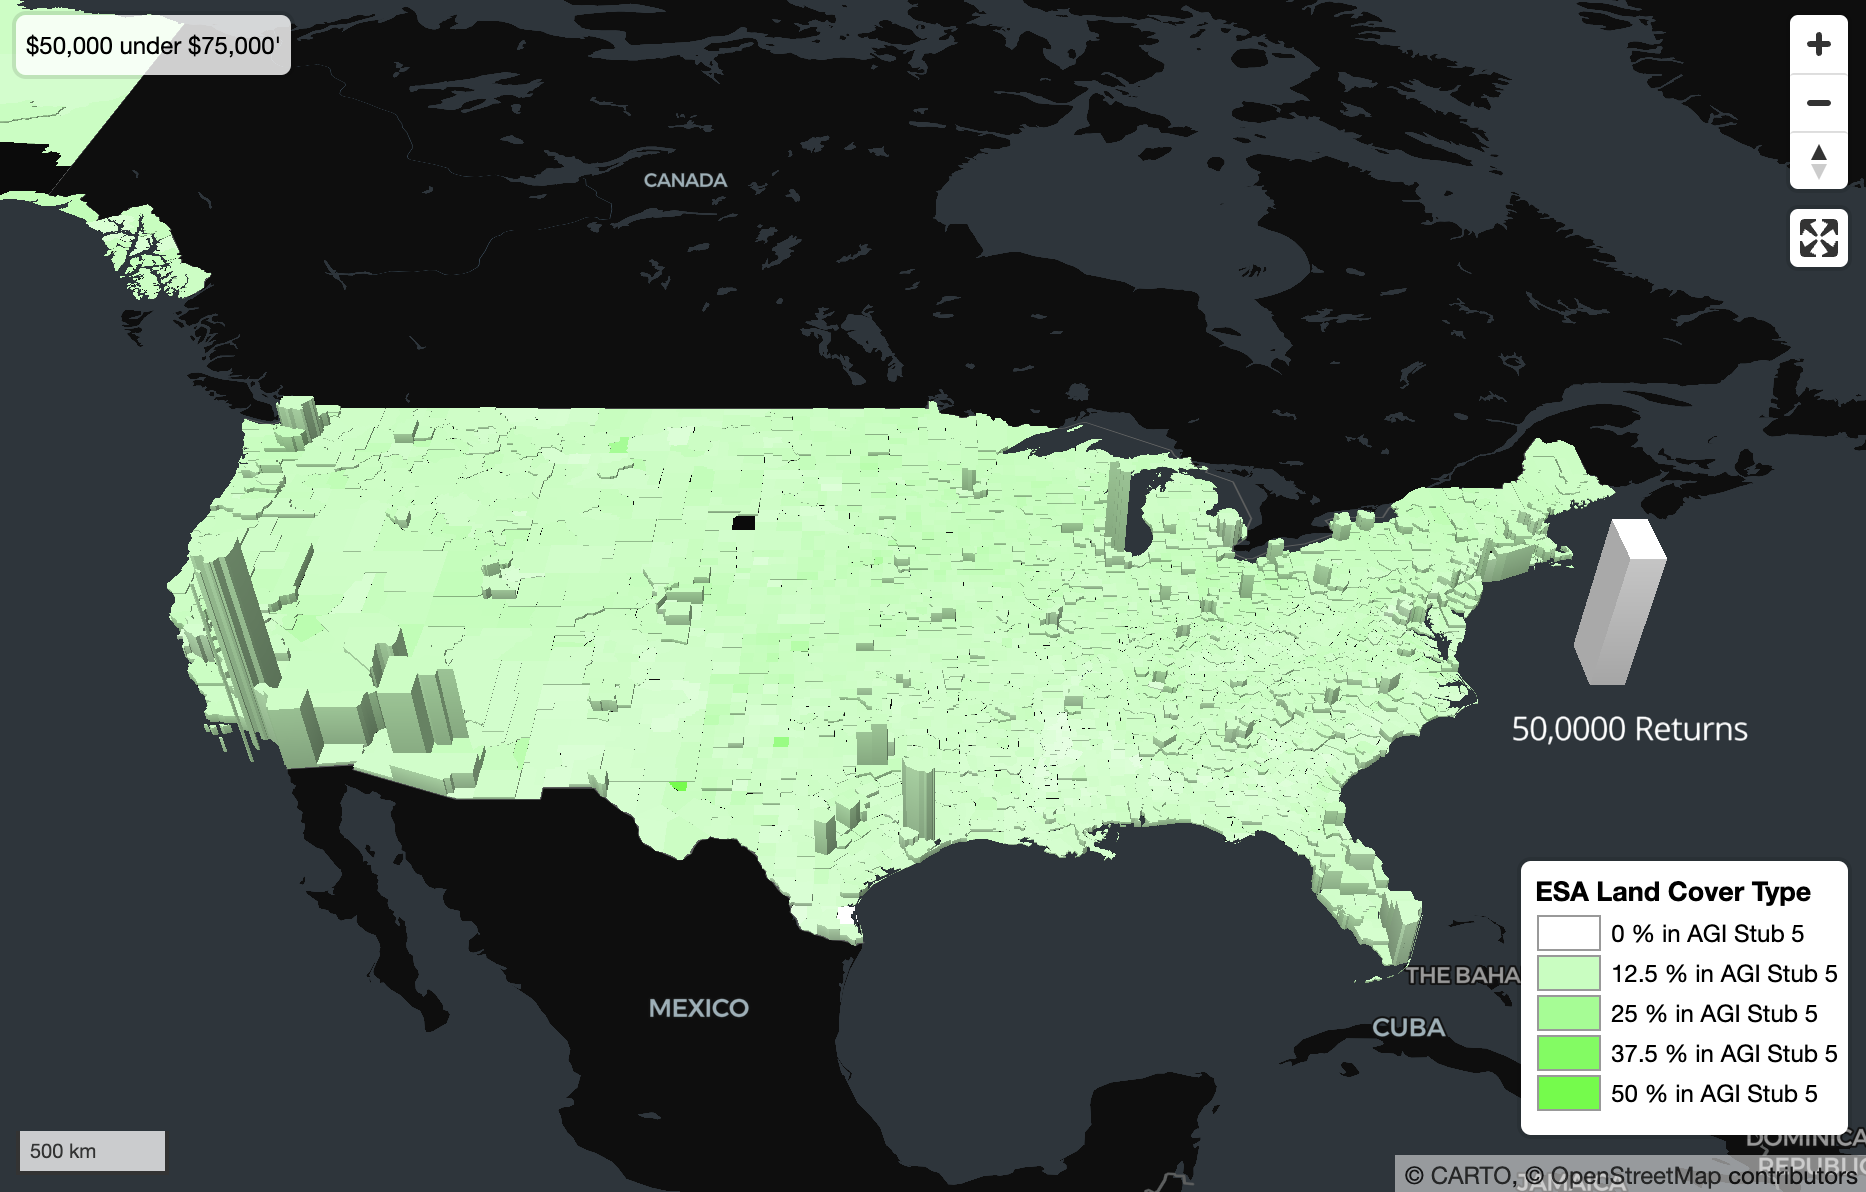 $50,000 under $75,000'
CANADA
50,0000 Returns
ESA Land Cover Type
0 % in AGI Stub 5
12.5 % in AGI Stub 5
25 % in AGI Stub 5
37.5 % in AGI Stub 5
50 % in AGI Stub 5
THE BAHA
MEXICO
CUBA
500 km
DOMINICA
REPUBLIC
JAMAICA
© CARTO, © OpenStreetMap contributors